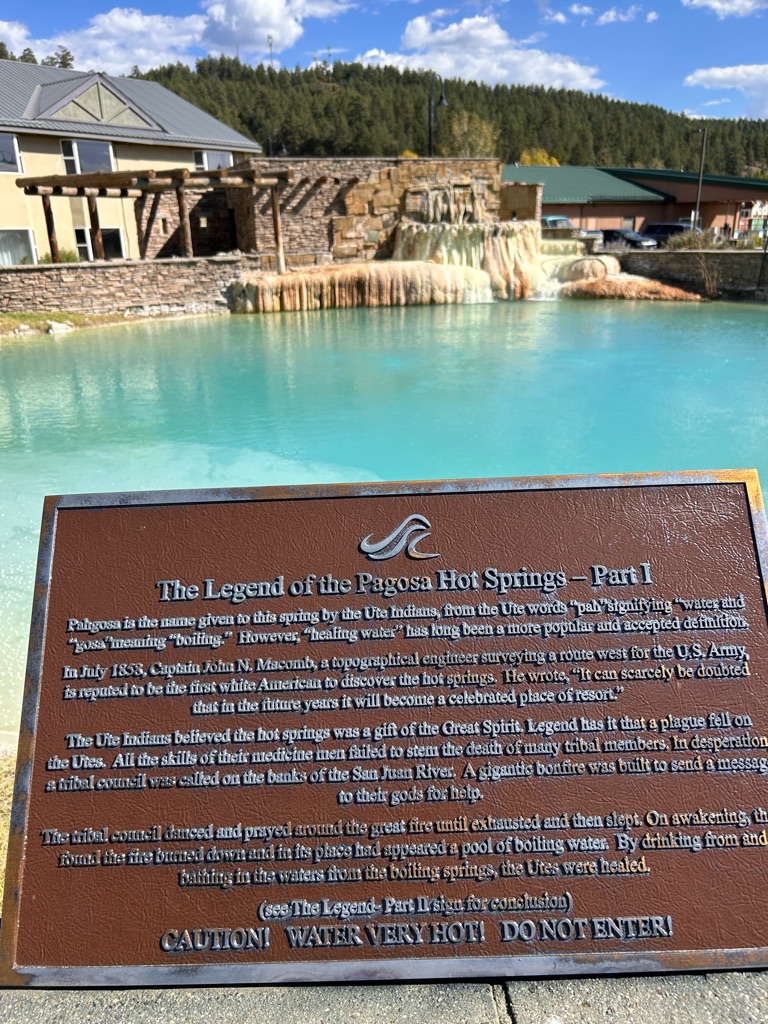 The Legend of the Pagosa Hot Springs – Part I
Pahgosa is the name given to this spring by the Ute Indians, from the Ute words "pah"signifying "water, and
"gosa"meaning "boiling." However, "healing water" has long been a more popular and accepted definition.
In July 1858, Captain John N. Macomb, a topographical engineer surveying a route west for the U.S. Army,
is reputed to be the first white American to discover the hot springs. He wrote, "It can scarcely be doubted
that in the future years it will become a celebrated place of resort."
The Ute Indians believed the hot springs was a gift of the Great Spirit. Legend has it that a plague fell on
the Utes. All the skills of their medicine men failed to stem the death of many tribal members. In desperation
a tribal council was called on the banks of the San Juan River. A gigantic bonfire was built to send a messag
to their gods for help.
The tribal council danced and prayed around the great fire until exhausted and then slept. On awakening, th
found the fire burned down and in its place had appeared a pool of boiling water. By drinking from and
bathing in the waters from the boiling springs, the Utes were healed.
(see The Legend- Part II sign for conclusion)
CAUTION! WATER VERY HOT! DO NOT ENTER!